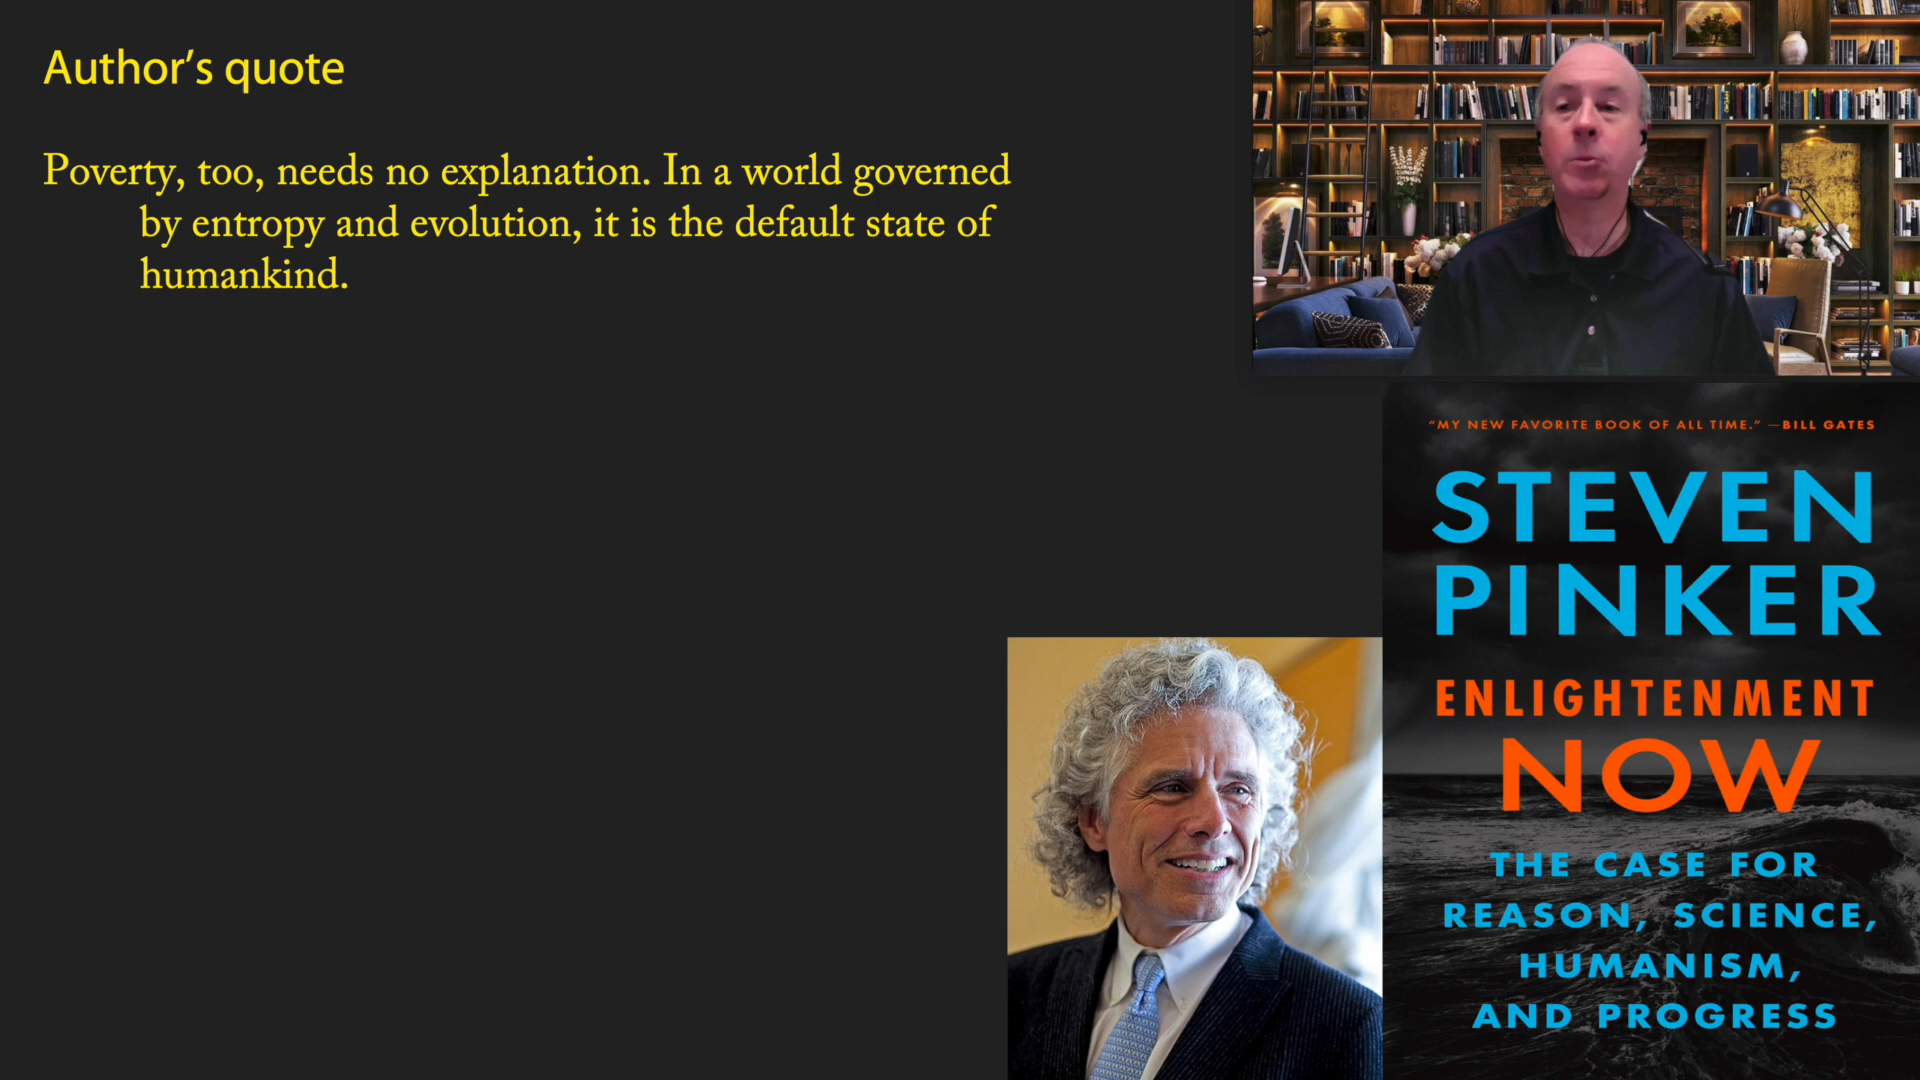 Author’s quote
Poverty, too, needs no explanation. In a world governed
by entropy and evolution, it is the default state of
humankind.
“MY NEW FAVORITE BOOK OF ALL TIME.” —BILL GATES
STEVEN
PINKER
ENLIGHTENMENT
NOW
THE CASE FOR
REASON, SCIENCE,
HUMANISM,
AND PROGRESS